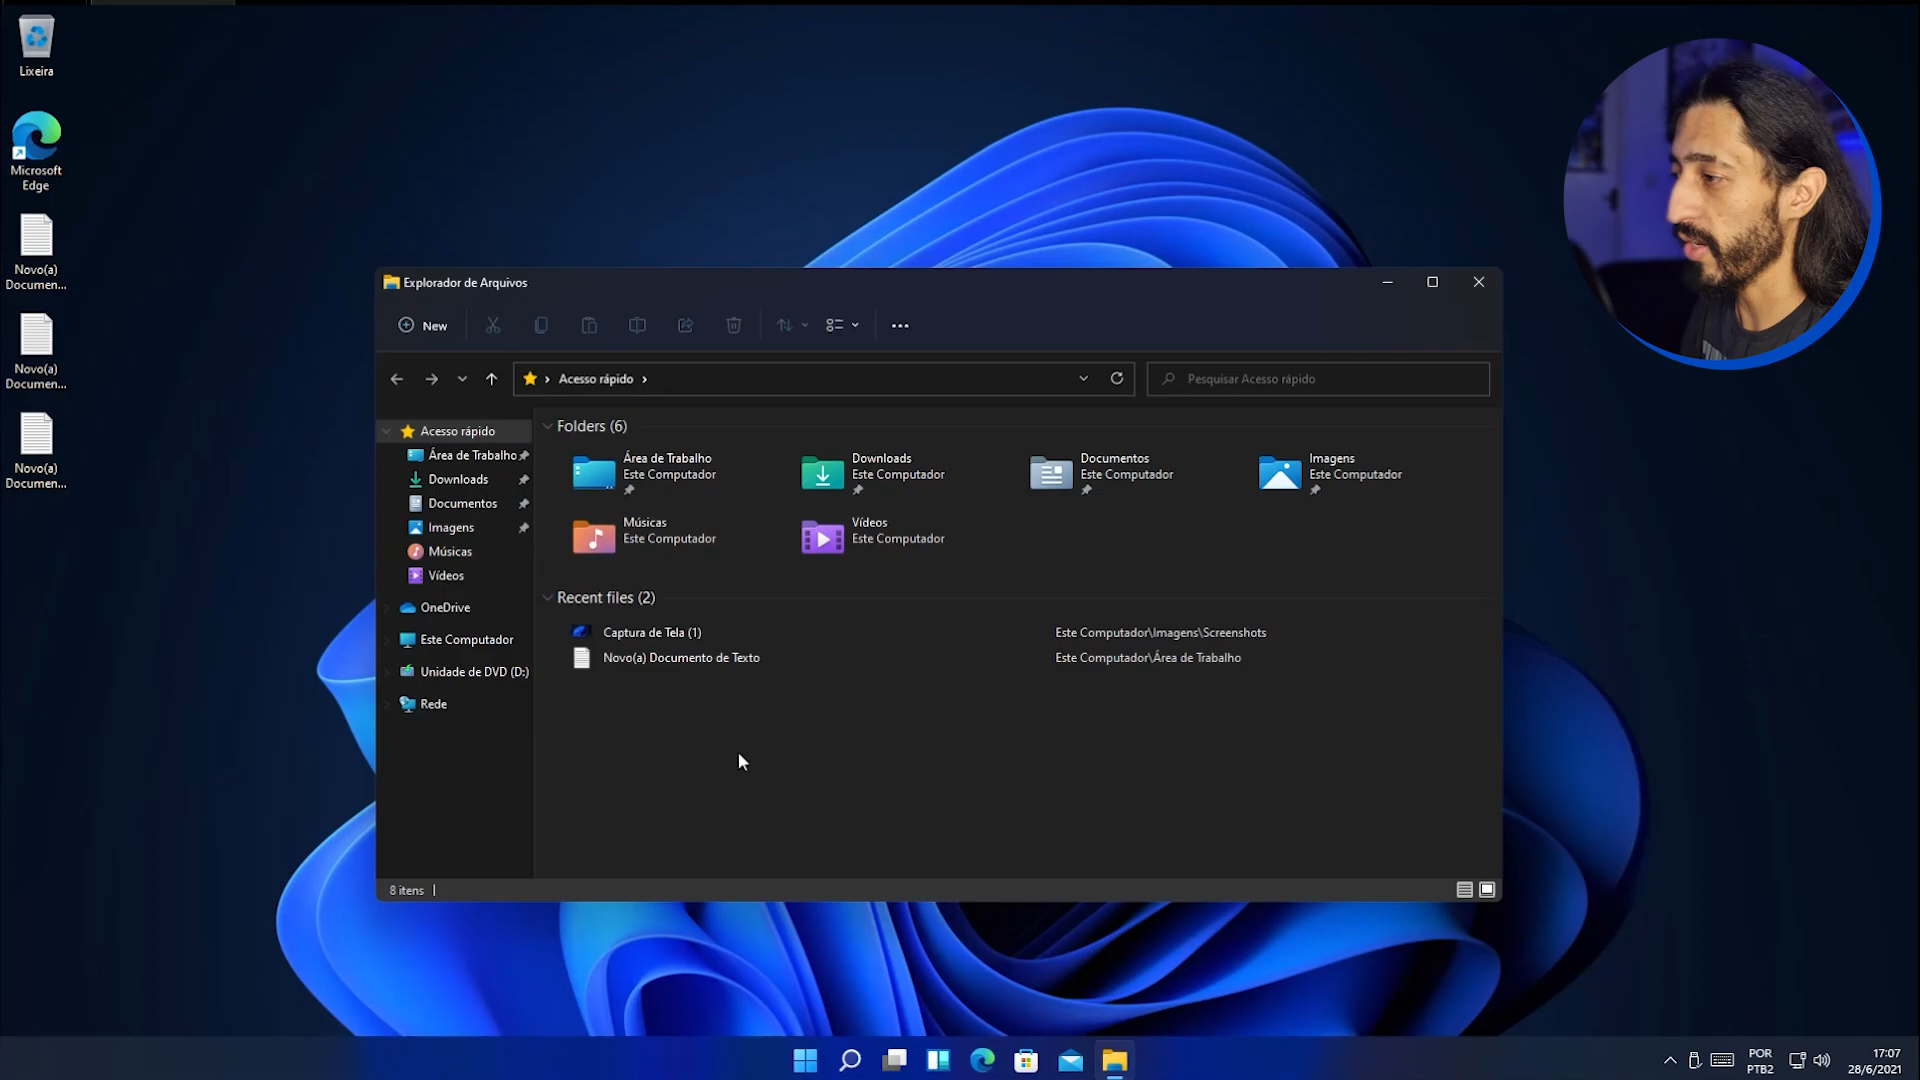 Lixeira
Microsoft
Edge
Novo(a)
Documen...
Novo(a)
Documen...
Novo(a)
Documen...
Explorador de Arquivos
New
Acesso rápido
Pesquisar Acesso rápido
Acesso rápido
Área de Trabalho
Downloads
Documentos
Imagens
Músicas
Vídeos
OneDrive
Este Computador
Unidade de DVD (D:)
Rede
Folders (6)
Área de Trabalho
Este Computador
Downloads
Este Computador
Documentos
Este Computador
Imagens
Este Computador
Músicas
Este Computador
Vídeos
Este Computador
Recent files (2)
Captura de Tela (1) Este Computador\Imagens\Screenshots
Novo(a) Documento de Texto Este Computador\Área de Trabalho
8 itens
POR
PTB2
17:07
28/6/2021